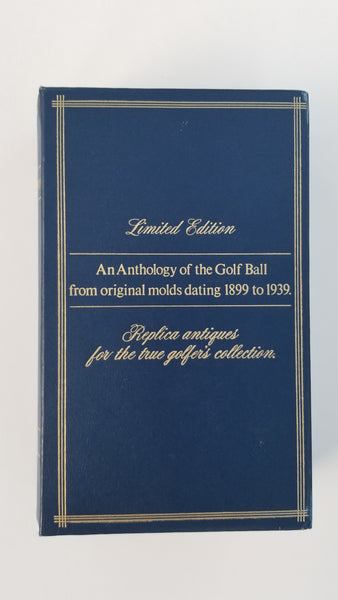 Limited Edition
An Anthology of the Golf Ball
from original molds dating 1899 to 1939.
Replica antiques
for the true golfer's collection.